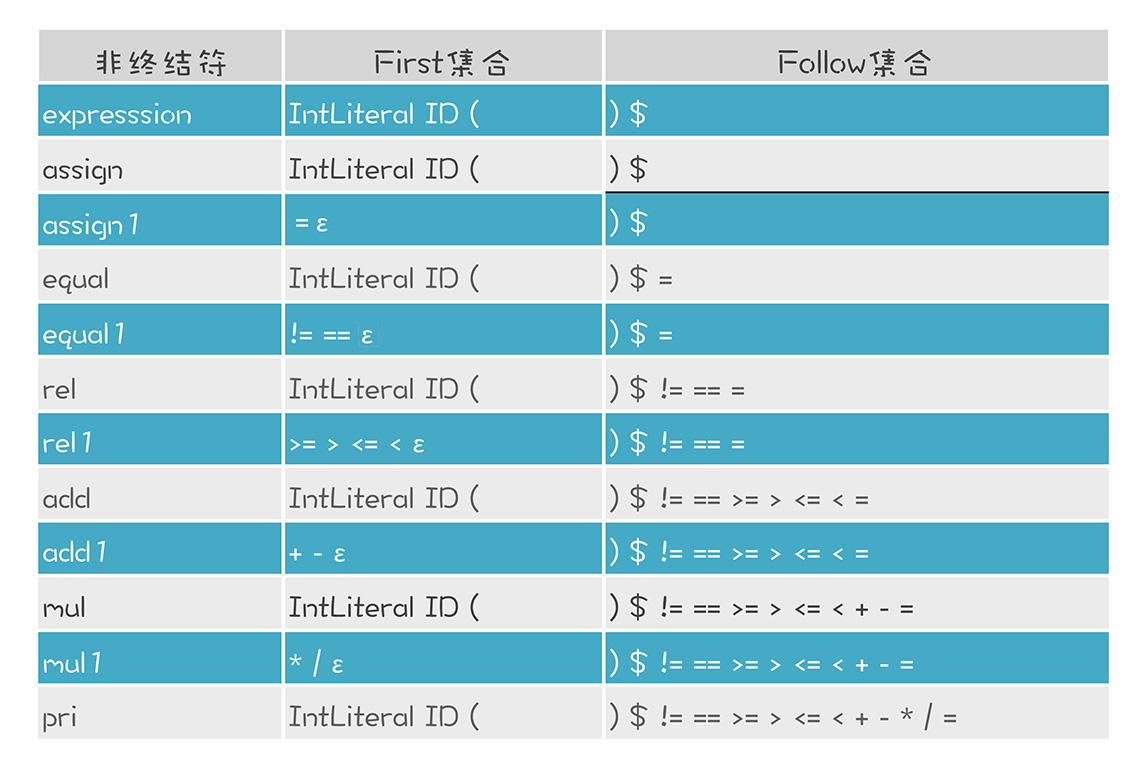 非终结符 First集合 Follow集合
expresssion IntLiteral ID ( ) $
assign IntLiteral ID ( ) $
assign1 = ε ) $
equal IntLiteral ID ( ) $ =
equal1 != == ε ) $ =
rel IntLiteral ID ( ) $ != == =
rel1 >= > <= < ε ) $ != == =
add IntLiteral ID ( ) $ != == >= > <= < =
add1 + - ε ) $ != == >= > <= < =
mul IntLiteral ID ( ) $ != == >= > <= < + - =
mul1 * / ε ) $ != == >= > <= < + - =
pri IntLiteral ID ( ) $ != == >= > <= < + - * / =